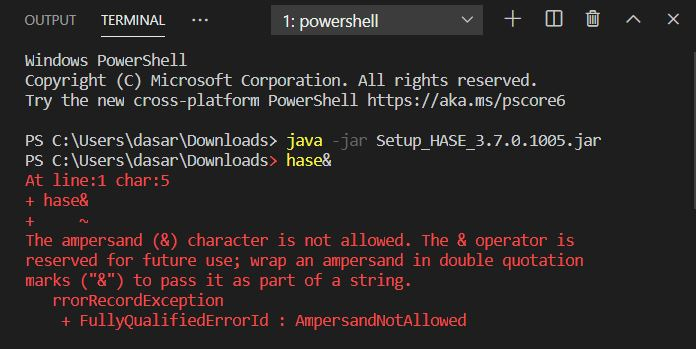 OUTPUT TERMINAL ... 1: powershell
Windows PowerShell
Copyright (C) Microsoft Corporation. All rights reserved.
Try the new cross-platform PowerShell https://aka.ms/pscore6
PS C:\Users\dasar\Downloads> java -jar Setup_HASE_3.7.0.1005.jar
PS C:\Users\dasar\Downloads> hase&
At line:1 char:5
+ hase&
+     ~
The ampersand (&) character is not allowed. The & operator is
reserved for future use; wrap an ampersand in double quotation
marks ("&") to pass it as part of a string.
   rrorRecordException
    + FullyQualifiedErrorId : AmpersandNotAllowed